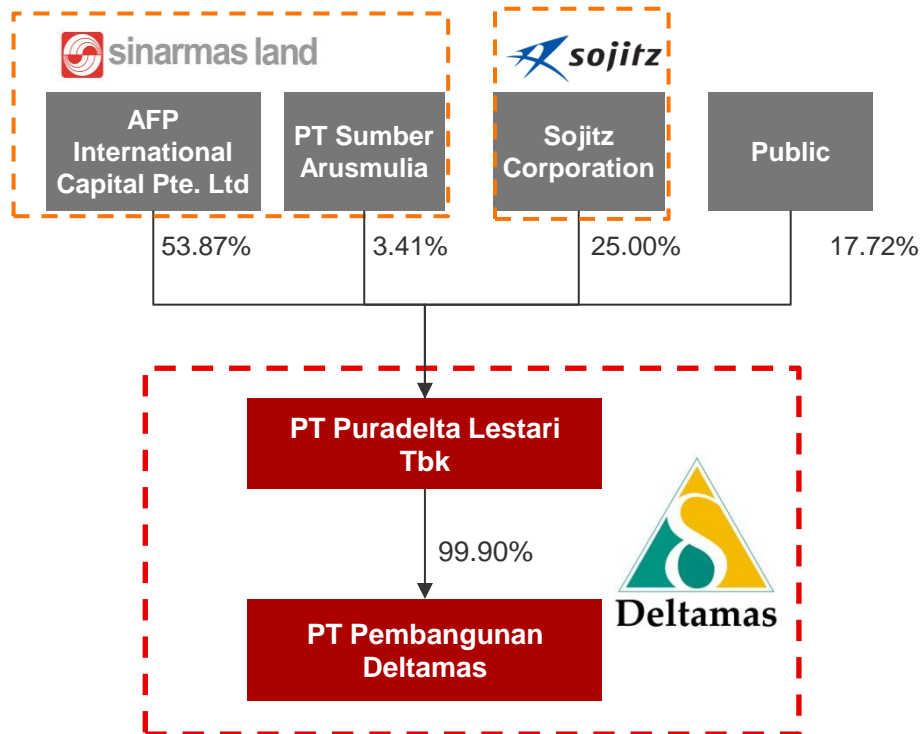 sinarmas land
sojitz
AFP
International
Capital Pte. Ltd
PT Sumber
Arusmulia
Sojitz
Corporation
Public
53.87%
3.41%
25.00%
17.72%
PT Puradelta Lestari
Tbk
99.90%
Deltamas
PT Pembangunan
Deltamas